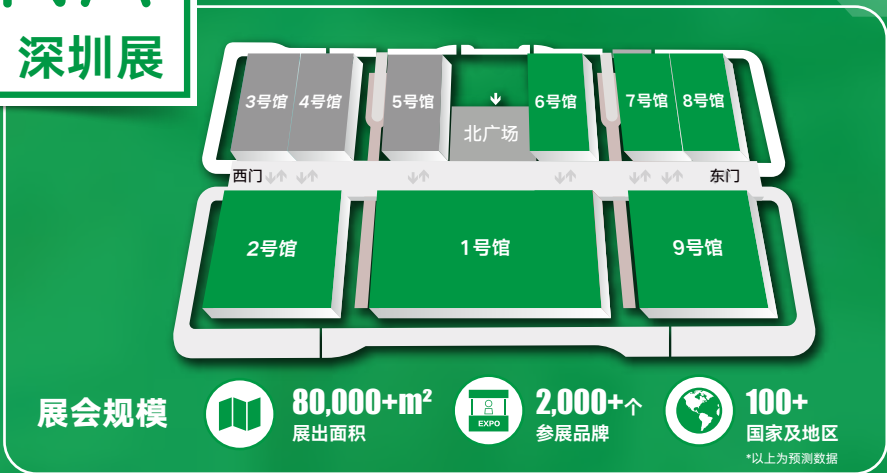 深圳展
3号馆 4号馆 5号馆 6号馆 7号馆 8号馆
北广场
西门 东门
2号馆 1号馆 9号馆
展会规模
80,000+m²
展出面积
EXPO
2,000+个
参展品牌
100+
国家及地区
*以上为预测数据